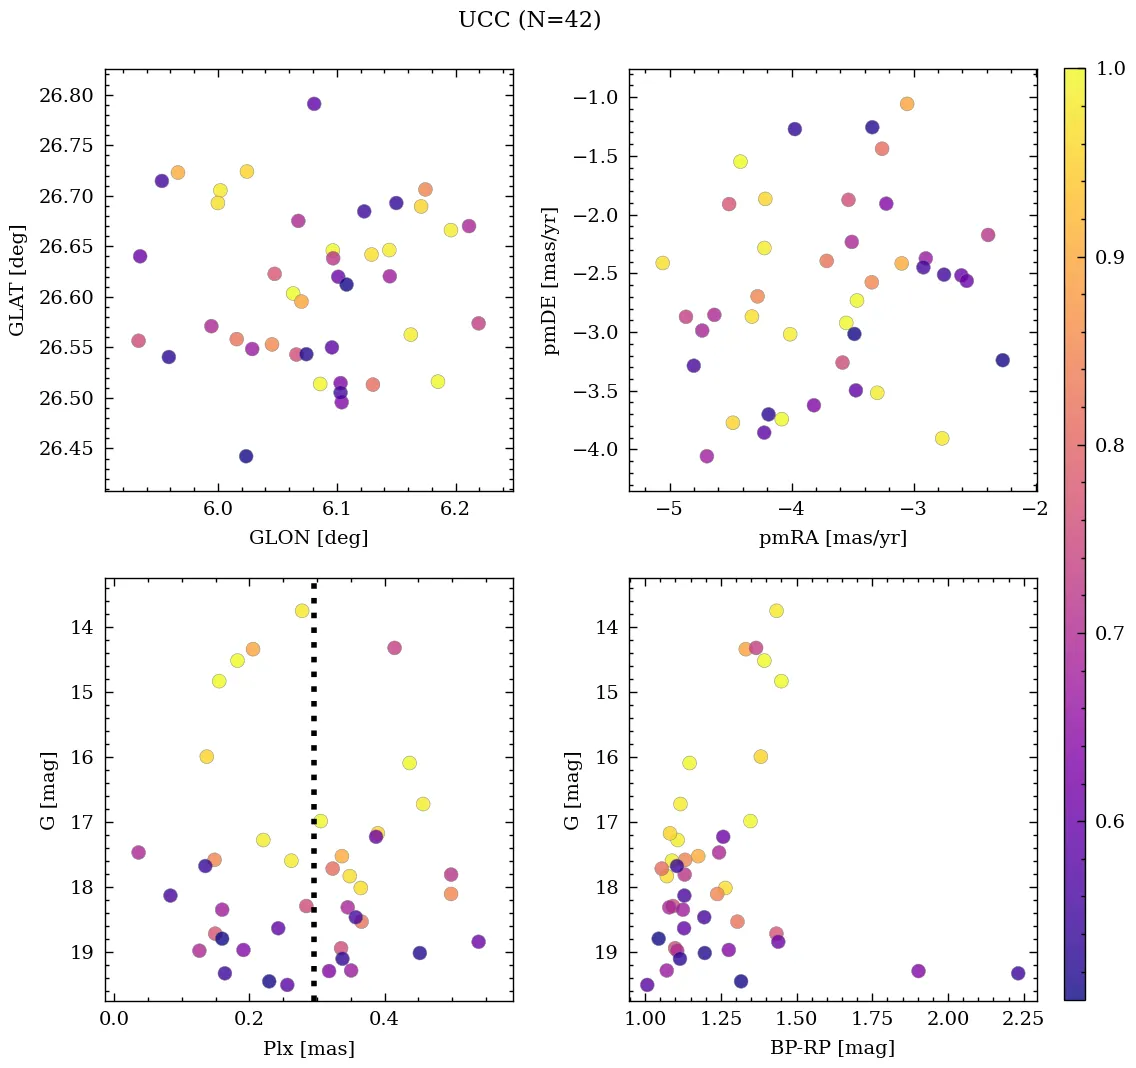 UCC (N=42)
26.80
26.75
26.70
26.65
26.60
26.55
26.50
26.45
GLAT [deg]
6.0 6.1 6.2
GLON [deg]
−1.0
−1.5
−2.0
−2.5
−3.0
−3.5
−4.0
pmDE [mas/yr]
−5 −4 −3 −2
pmRA [mas/yr]
1.0
0.9
0.8
0.7
0.6
14
15
16
17
18
19
G [mag]
0.0 0.2 0.4
Plx [mas]
14
15
16
17
18
19
G [mag]
1.00 1.25 1.50 1.75 2.00 2.25
BP-RP [mag]